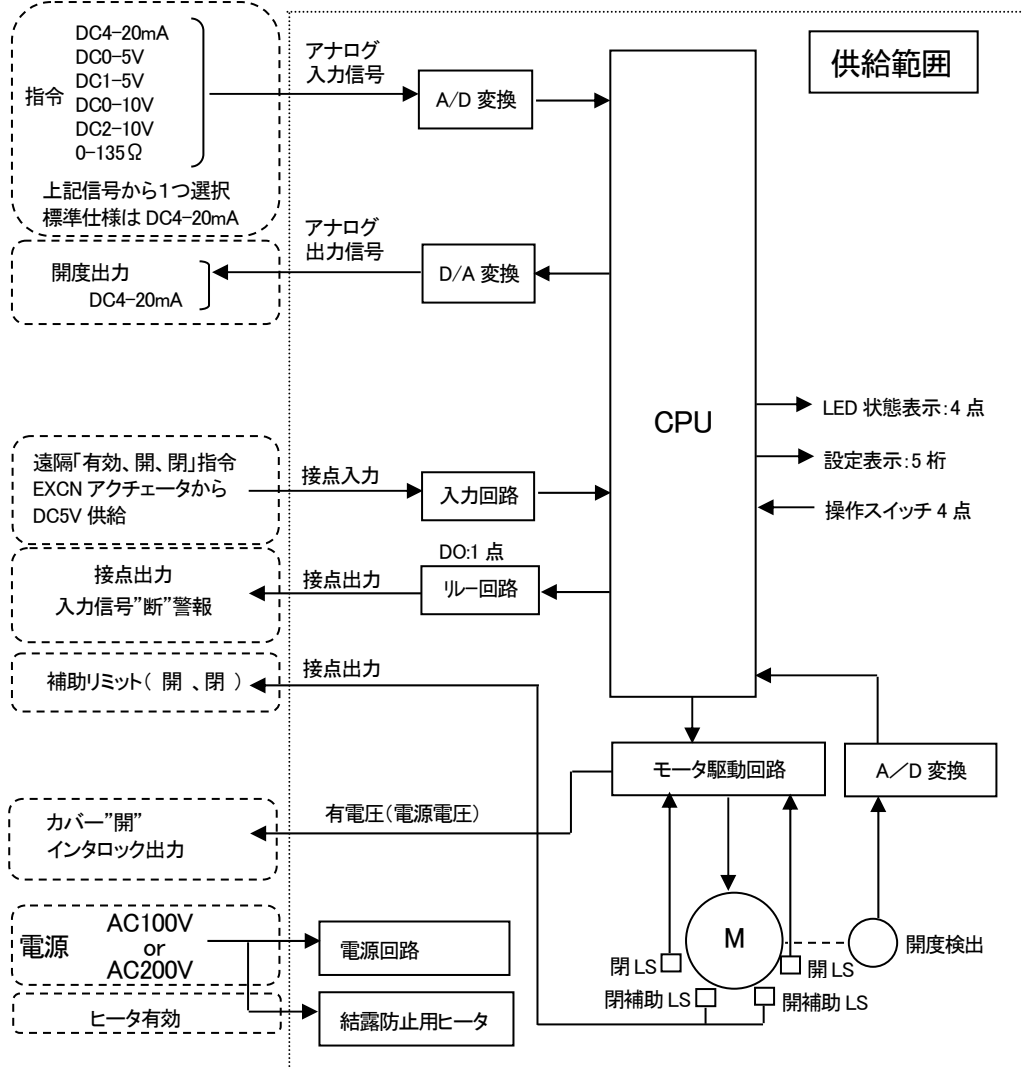 DC4-20mA
DC0-5V
DC1-5V
指令 DC0-10V
DC2-10V
0-135Ω
上記信号から1つ選択
標準仕様は DC4-20mA
アナログ
入力信号
A/D 変換
供給範囲
開度出力
DC4-20mA
アナログ
出力信号
D/A 変換
CPU
LED 状態表示:4 点
設定表示:5 桁
操作スイッチ 4 点
遠隔「有効、開、閉」指令
EXCN アクチェータから
DC5V 供給
接点入力
入力回路
接点出力
入力信号”断”警報
接点出力
DO:1 点
リレー回路
補助リミット( 開 、閉 )
接点出力
モータ駆動回路
A/D 変換
カバー”開”
インタロック出力
有電圧(電源電圧)
M
開度検出
閉 LS
開 LS
閉補助 LS
開補助 LS
電源 AC100V
or
AC200V
電源回路
ヒータ有効
結露防止用ヒータ